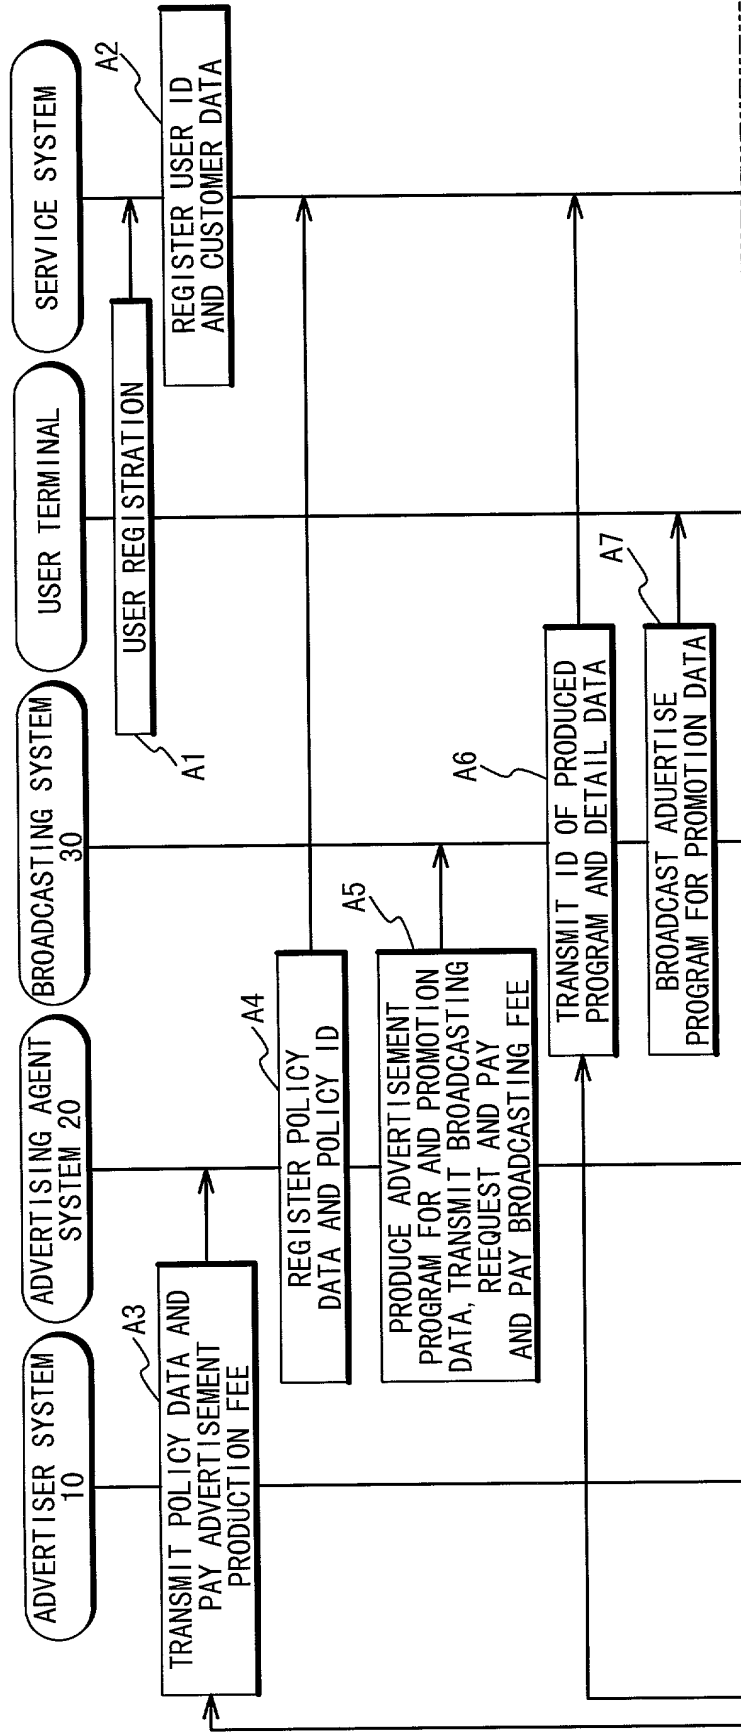 ADVERTISER SYSTEM
10
ADVERTISING AGENT
SYSTEM 20
BROADCASTING SYSTEM
30
USER TERMINAL
SERVICE SYSTEM
A1
USER REGISTRATION
A2
REGISTER USER ID
AND CUSTOMER DATA
A3
TRANSMIT POLICY DATA AND
PAY ADVERTISEMENT
PRODUCTION FEE
A4
REGISTER POLICY
DATA AND POLICY ID
A5
PRODUCE ADVERTISEMENT
PROGRAM FOR AND PROMOTION
DATA, TRANSMIT BROADCASTING
REEQUEST AND PAY
AND PAY BROADCASTING FEE
A6
TRANSMIT ID OF PRODUCED
PROGRAM AND DETAIL DATA
A7
BROADCAST ADUERTISE
PROGRAM FOR PROMOTION DATA